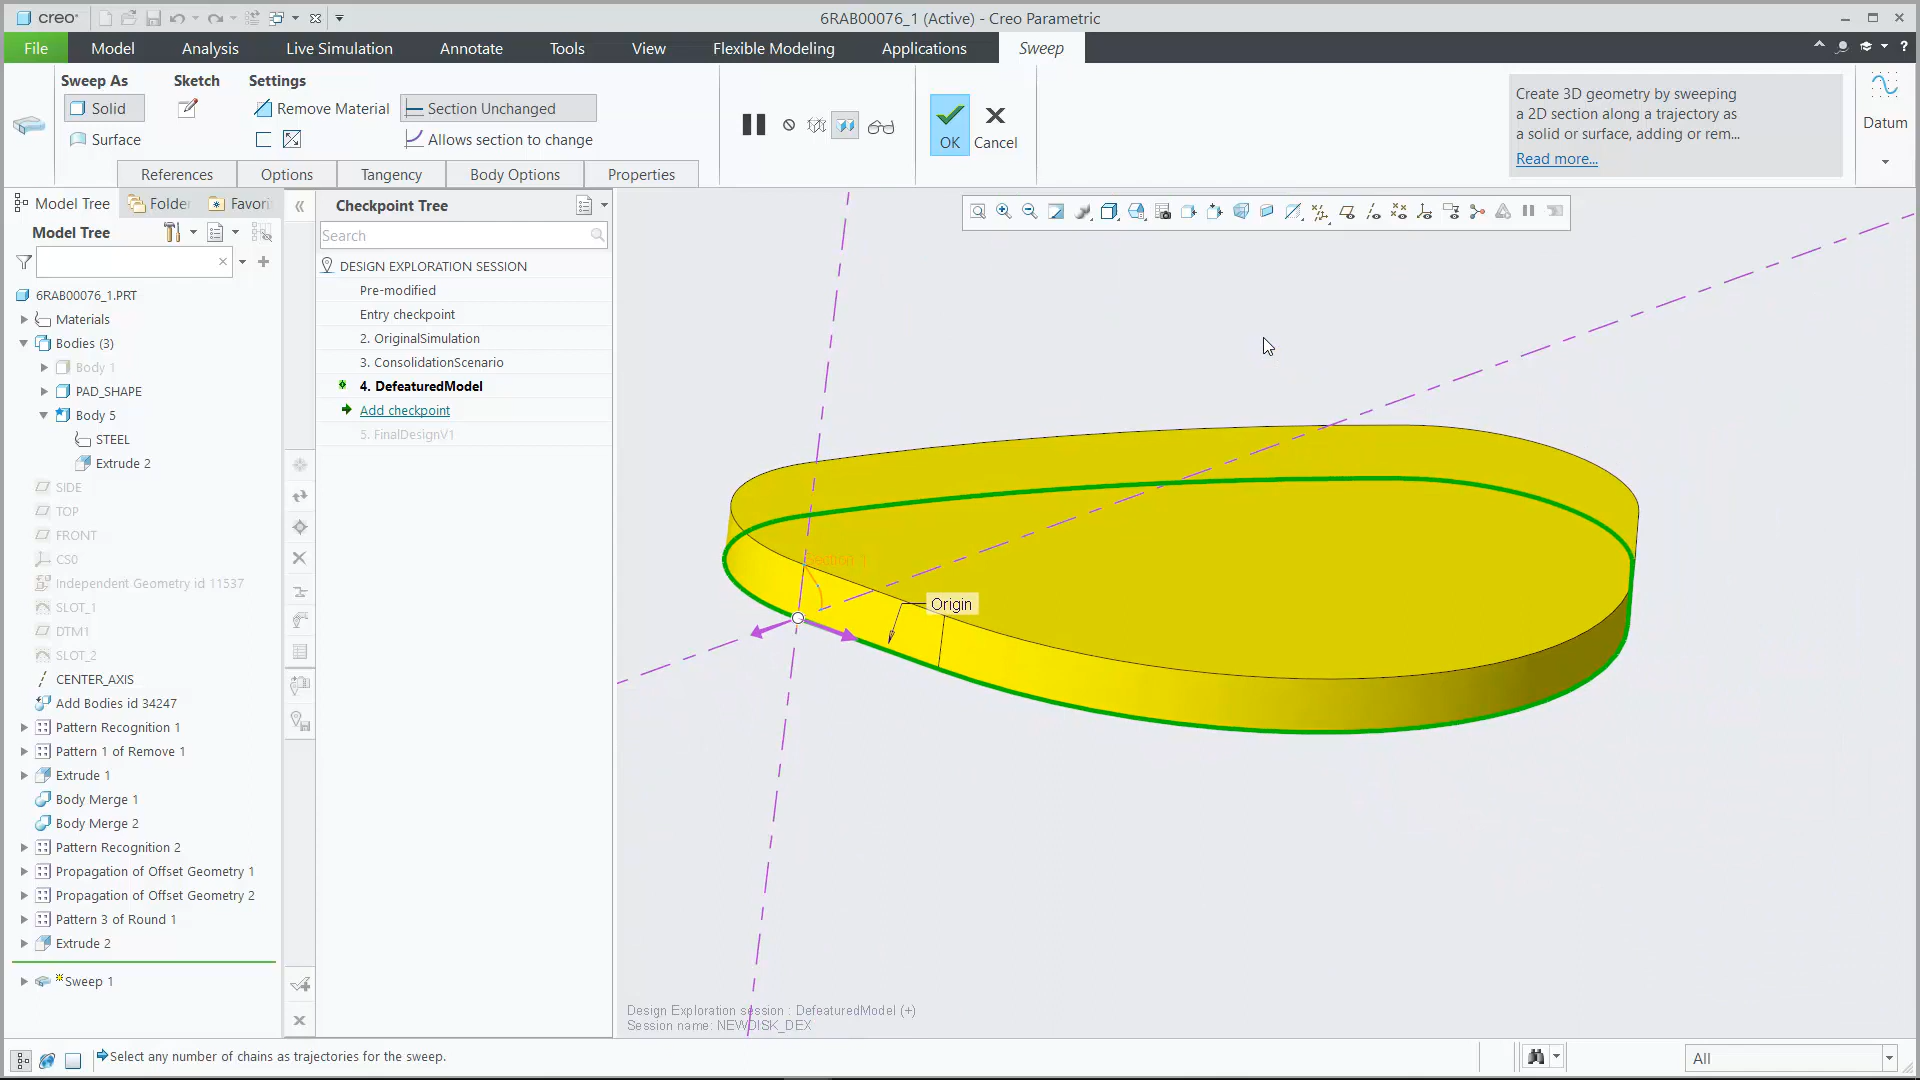 creo
6RAB00076_1 (Active) - Creo Parametric
File
Model
Analysis
Live Simulation
Annotate
Tools
View
Flexible Modeling
Applications
Sweep
Sweep As
Sketch
Settings
Solid
Remove Material
Section Unchanged
Surface
Allows section to change
OK
Cancel
Create 3D geometry by sweeping
a 2D section along a trajectory as
a solid or surface, adding or rem...
Read more...
Datum
References
Options
Tangency
Body Options
Properties
Model Tree
Folder
Favori
Model Tree
6RAB00076_1.PRT
Materials
Bodies (3)
Body 1
PAD_SHAPE
Body 5
STEEL
Extrude 2
SIDE
TOP
FRONT
CS0
Independent Geometry id 11537
SLOT_1
DTM1
SLOT_2
CENTER_AXIS
Add Bodies id 34247
Pattern Recognition 1
Pattern 1 of Remove 1
Extrude 1
Body Merge 1
Body Merge 2
Pattern Recognition 2
Propagation of Offset Geometry 1
Propagation of Offset Geometry 2
Pattern 3 of Round 1
Extrude 2
Sweep 1
Checkpoint Tree
Search
DESIGN EXPLORATION SESSION
Pre-modified
Entry checkpoint
2. OriginalSimulation
3. ConsolidationScenario
4. DefeaturedModel
Add checkpoint
5. FinalDesignV1
Section 1
Origin
Design Exploration session : DefeaturedModel (+)
Session name: NEWDISK_DEX
Select any number of chains as trajectories for the sweep.
All